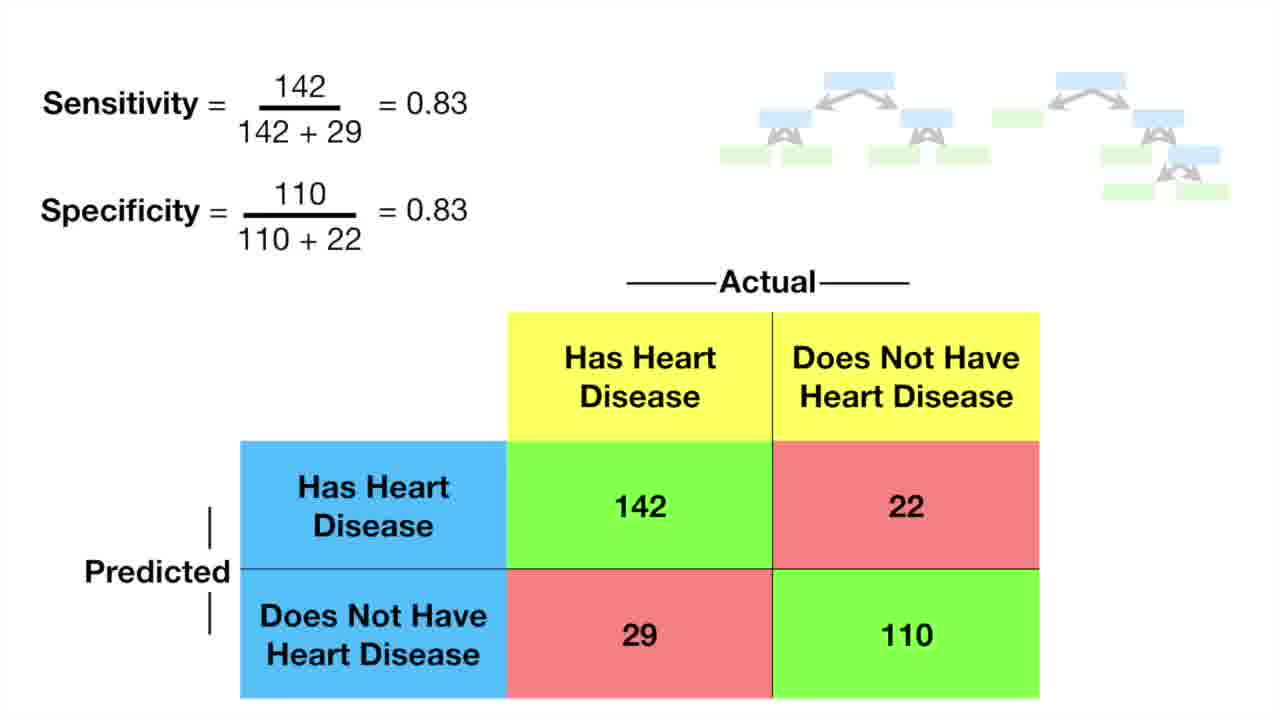 Sensitivity = 142 / 142 + 29 = 0.83
Specificity = 110 / 110 + 22 = 0.83
Actual
Has Heart Disease
Does Not Have Heart Disease
Predicted
Has Heart Disease
142
22
Does Not Have Heart Disease
29
110